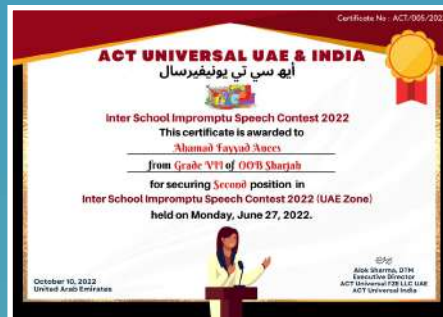 Certificate No : ACT/005/202
ACT UNIVERSAL UAE & INDIA
أيه سي تي يونيفيرسال
Inter School Impromptu Speech Contest 2022
This certificate is awarded to
Ahamad Fayyad Anees
from Grade VII of OOB Sharjah
for securing Second position in
Inter School Impromptu Speech Contest 2022 (UAE Zone)
held on Monday, June 27, 2022.
October 10, 2022
United Arab Emirates
Alok Sharma, DTM
Executive Director
ACT Universal FZE LLC UAE
ACT Universal India